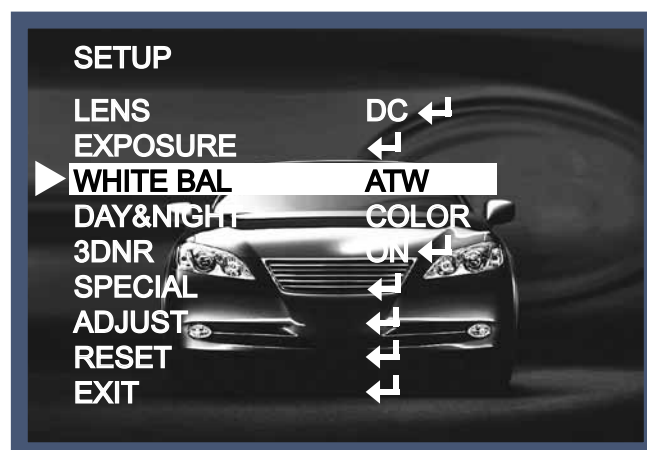 SETUP
LENS DC ↲
EXPOSURE ↲
WHITE BAL ATW
DAY&NIGHT COLOR
3DNR ON ↲
SPECIAL ↲
ADJUST ↲
RESET ↲
EXIT ↲